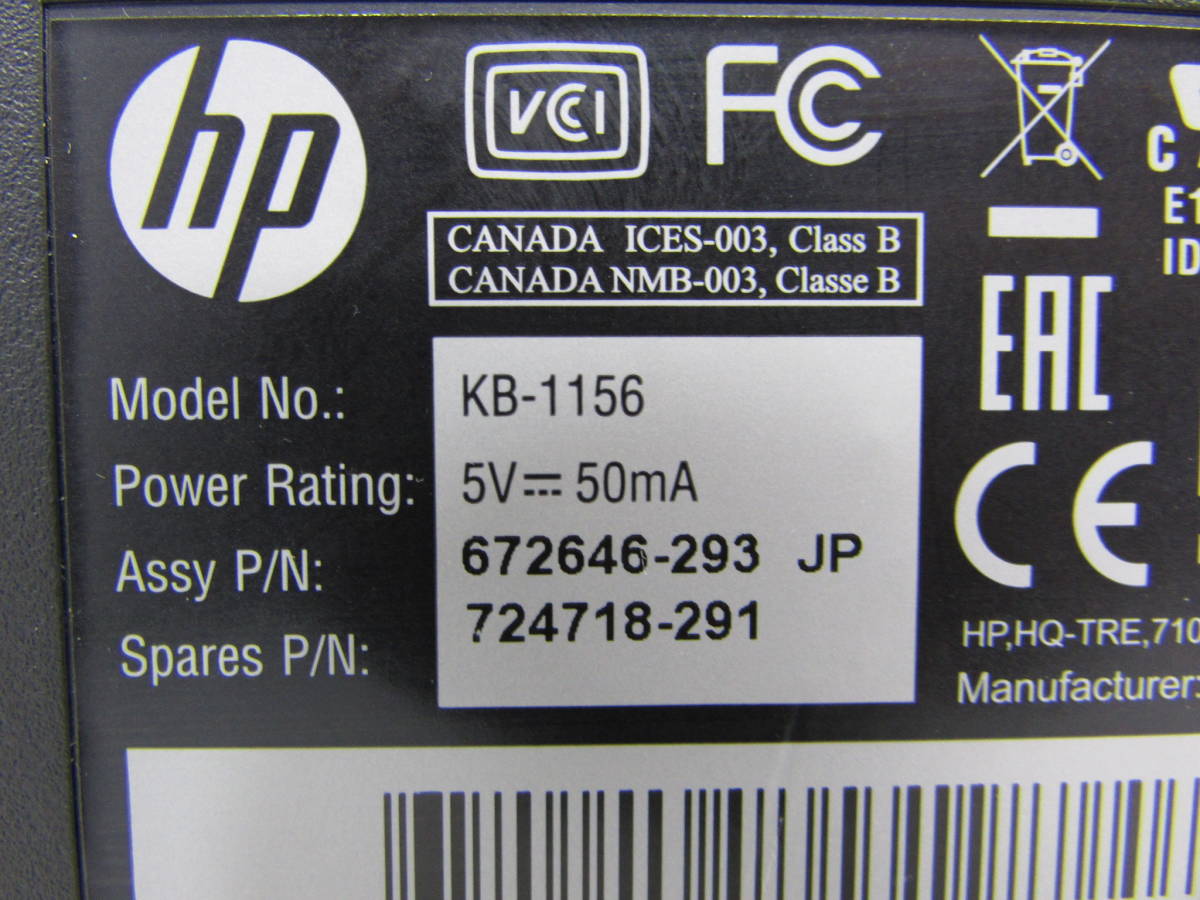 hp
VCCI
FC
CANADA ICES-003, Class B
CANADA NMB-003, Classe B
EAC
CE
Model No.: KB-1156
Power Rating: 5V⎓50mA
Assy P/N: 672646-293 JP
Spares P/N: 724718-291
HP,HQ-TRE,710
Manufacturer: